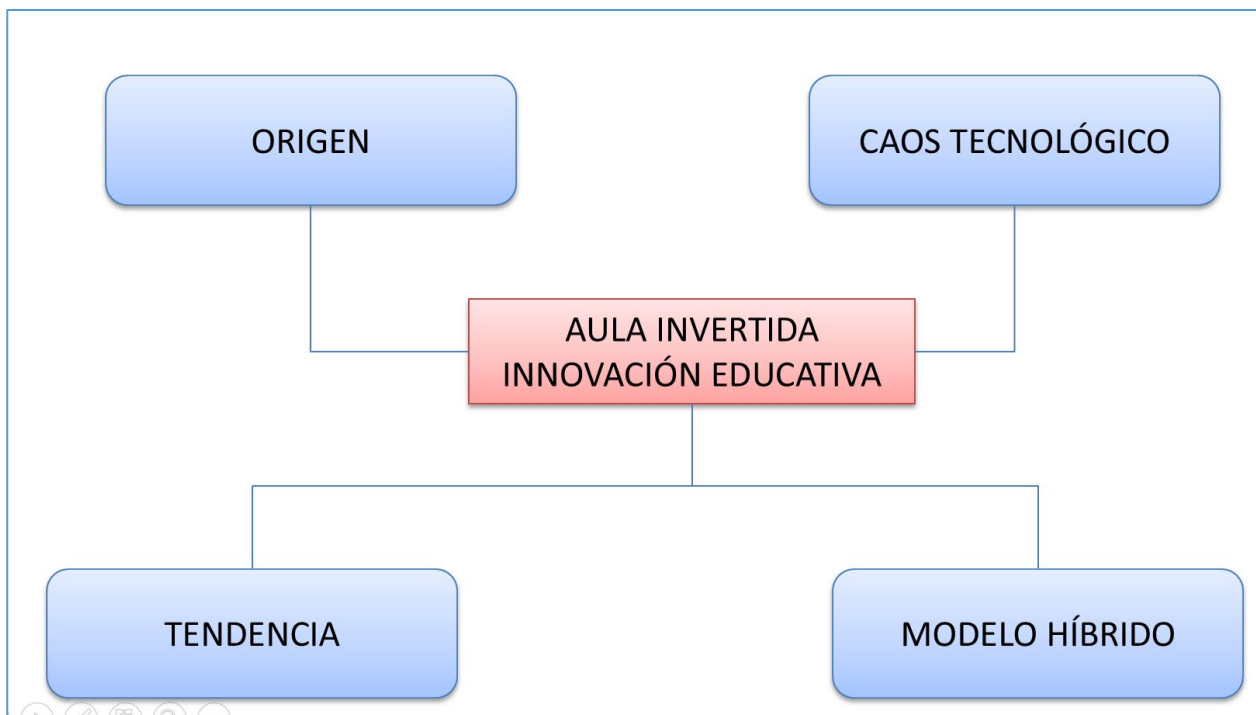 ORIGEN
CAOS TECNOLÓGICO
AULA INVERTIDA
INNOVACIÓN EDUCATIVA
TENDENCIA
MODELO HÍBRIDO